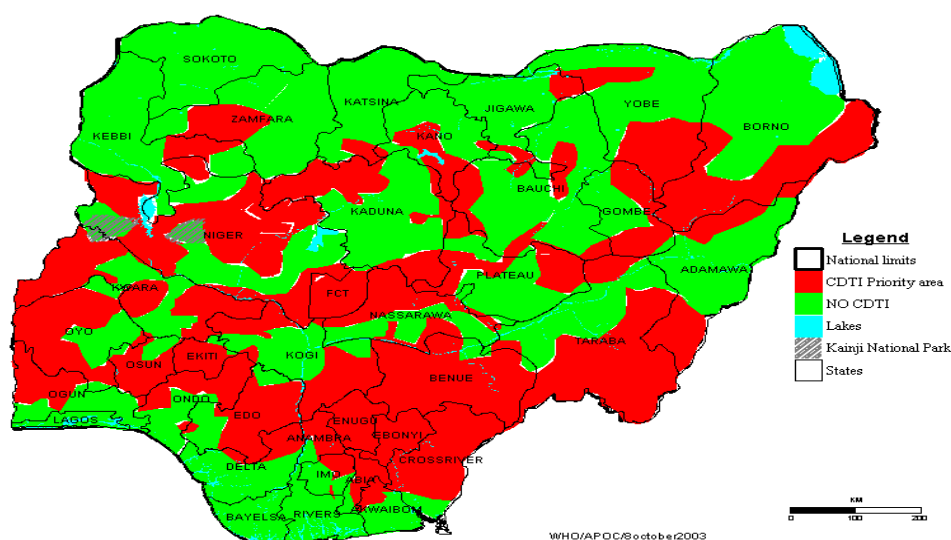 SOKOTO
KATSINA
JIGAWA
YOBE
ZAMFARA
KANO
BORNO
KEBBI
BAUCHI
KADUNA
GOMBE
NIGER
PLATEAU
ADAMAWA
KWARA
FCT
NASSARAWA
OYO
TARABA
OSUN
EKITI
KOGI
BENUE
OGUN
ONDO
EDO
LAGOS
ENUGU
ANAMBRA
EBONYI
CROSSRIVER
DELTA
IMO
ABIA
AKWAIBOM
BAYELSA
RIVERS
Legend
National limits
CDTI Priority area
NO CDTI
Lakes
Kainji National Park
States
KM
0 100 200
WHO/APOC/8october2003